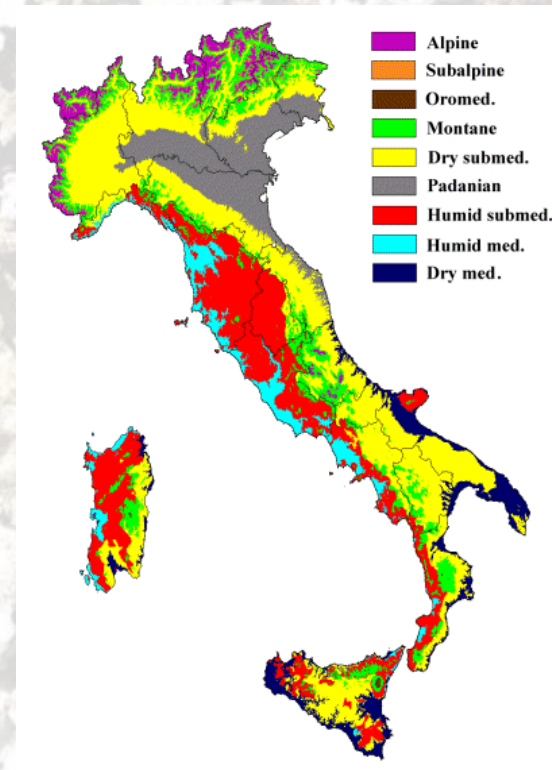 Alpine
Subalpine
Oromed.
Montane
Dry submed.
Padanian
Humid submed.
Humid med.
Dry med.